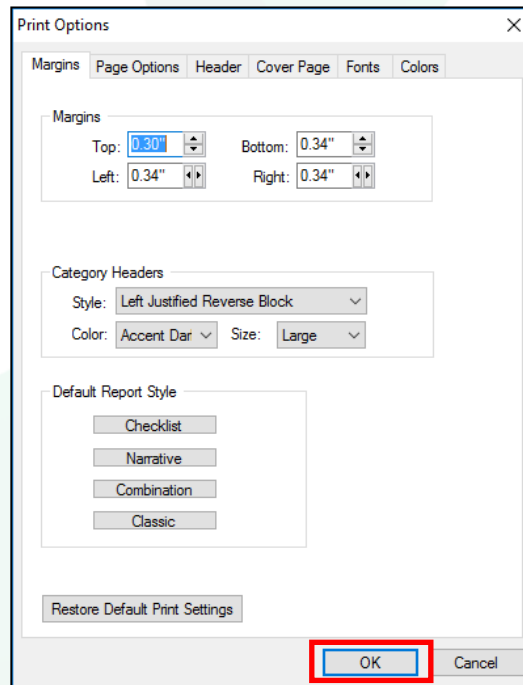 Print Options
Margins Page Options Header Cover Page Fonts Colors
Margins
Top: 0.30" Bottom: 0.34"
Left: 0.34" Right: 0.34"
Category Headers
Style: Left Justified Reverse Block
Color: Accent Dar Size: Large
Default Report Style
Checklist
Narrative
Combination
Classic
Restore Default Print Settings
OK Cancel